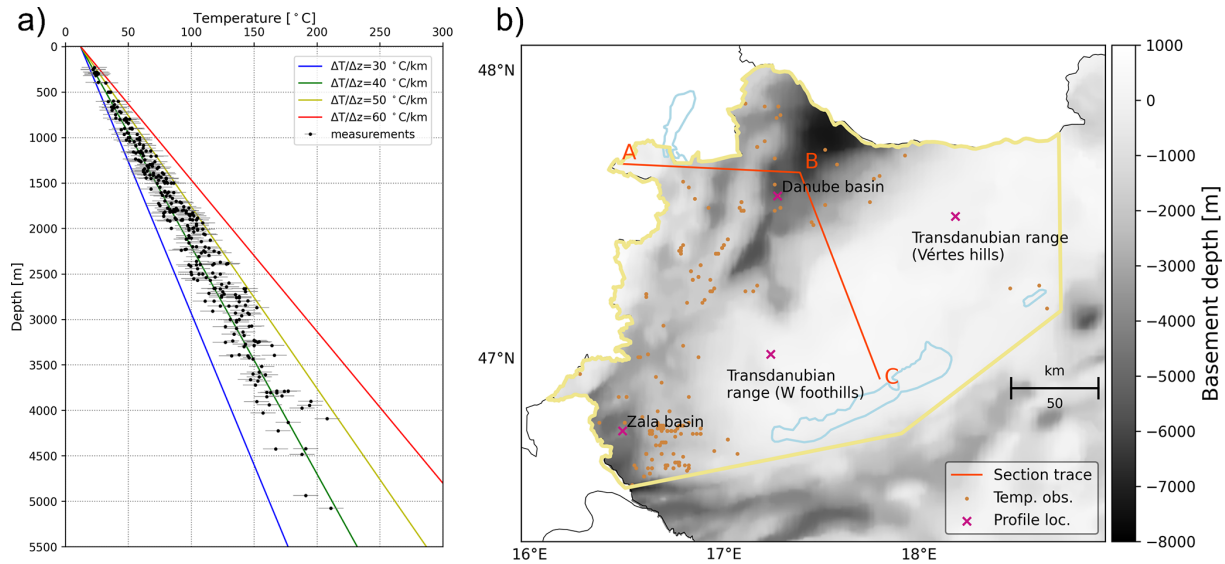 a)
Temperature [°C]
0 50 100 150 200 250 300
Depth [m]
0
500
1000
1500
2000
2500
3000
3500
4000
4500
5000
5500
ΔT/Δz=30 °C/km
ΔT/Δz=40 °C/km
ΔT/Δz=50 °C/km
ΔT/Δz=60 °C/km
measurements
b)
48°N
47°N
16°E 17°E 18°E
A
B
Danube basin
Transdanubian range
(Vértes hills)
Transdanubian
range (W foothills)
C
Zala basin
km
50
Section trace
Temp. obs.
Profile loc.
1000
0
−1000
−2000
−3000
−4000
−5000
−6000
−7000
−8000
Basement depth [m]